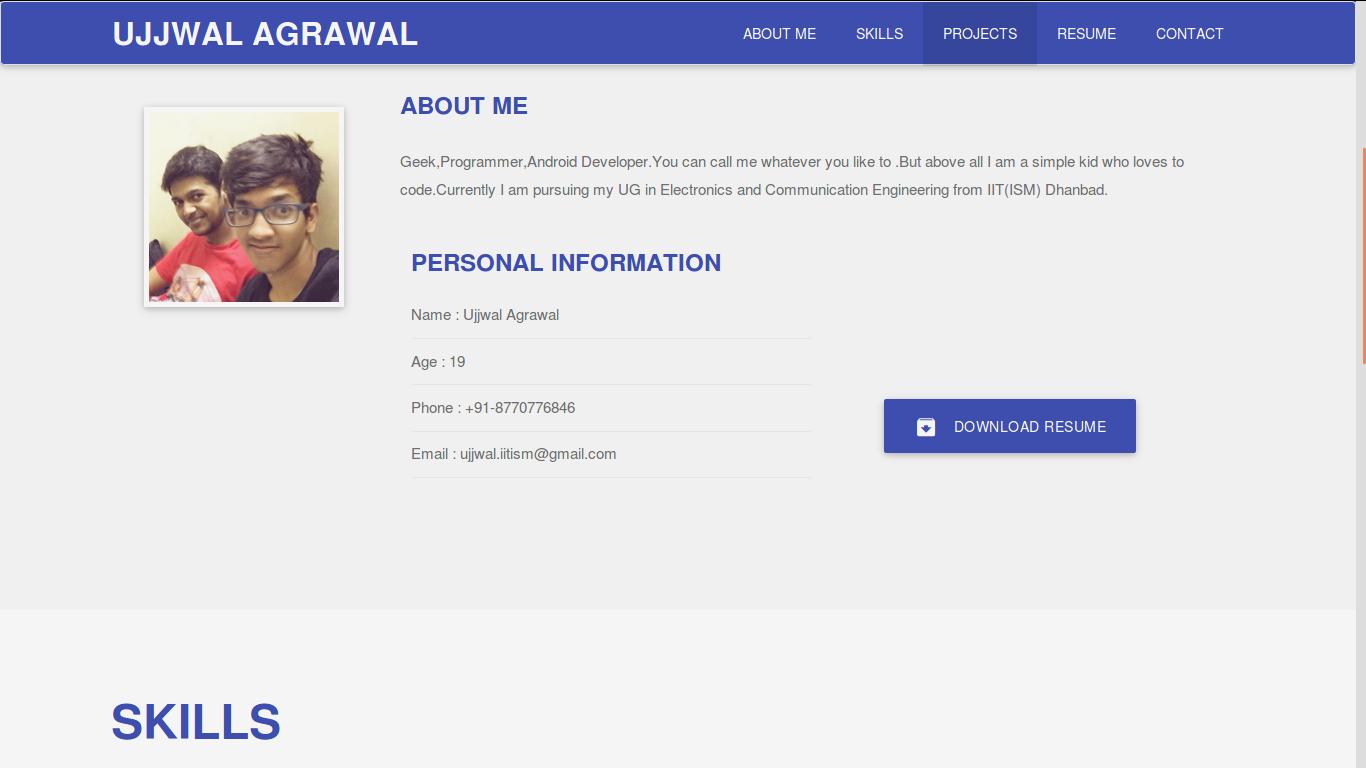 UJJWAL AGRAWAL
ABOUT ME SKILLS PROJECTS RESUME CONTACT
ABOUT ME
Geek,Programmer,Android Developer.You can call me whatever you like to .But above all I am a simple kid who loves to
code.Currently I am pursuing my UG in Electronics and Communication Engineering from IIT(ISM) Dhanbad.
PERSONAL INFORMATION
Name : Ujjwal Agrawal
Age : 19
Phone : +91-8770776846
Email : ujjwal.iitism@gmail.com
DOWNLOAD RESUME
SKILLS